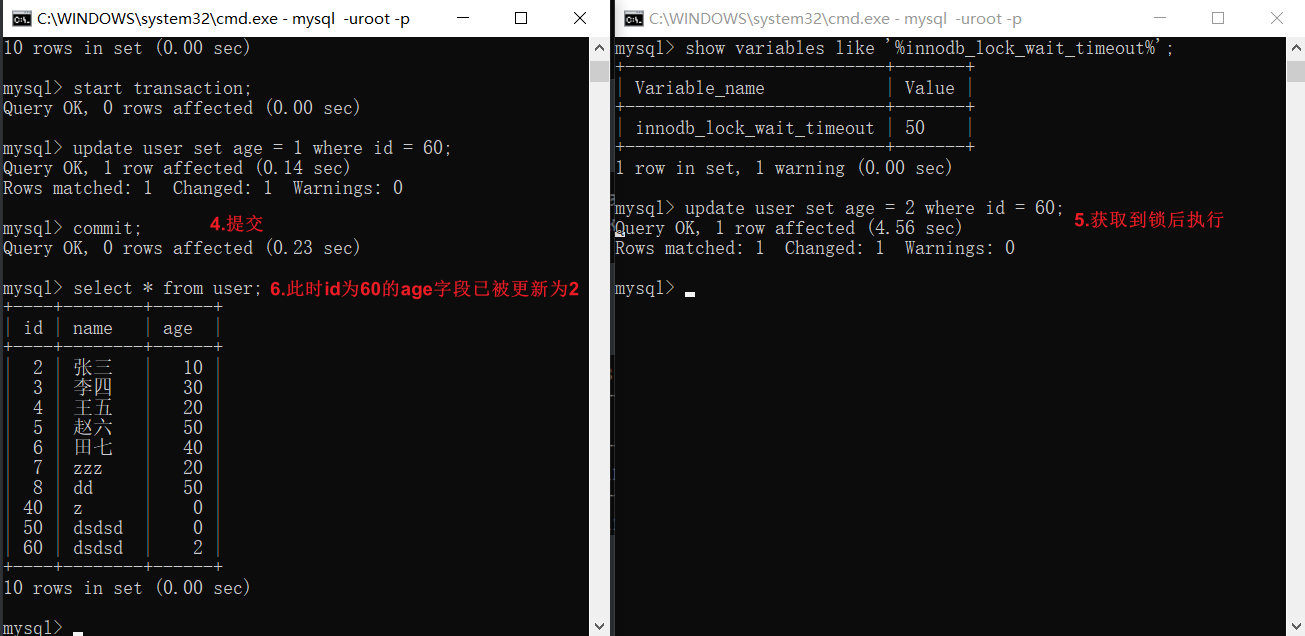 C:\WINDOWS\system32\cmd.exe - mysql -uroot -p
10 rows in set (0.00 sec)
mysql> start transaction;
Query OK, 0 rows affected (0.00 sec)
mysql> update user set age = 1 where id = 60;
Query OK, 1 row affected (0.14 sec)
Rows matched: 1  Changed: 1  Warnings: 0
4.提交
mysql> commit;
Query OK, 0 rows affected (0.23 sec)
mysql> select * from user; 6.此时id为60的age字段已被更新为2
+----+--------+------+
| id | name   | age  |
+----+--------+------+
|  2 | 张三   |   10 |
|  3 | 李四   |   30 |
|  4 | 王五   |   20 |
|  5 | 赵六   |   50 |
|  6 | 田七   |   40 |
|  7 | zzz    |   20 |
|  8 | dd     |   50 |
| 40 | z      |    0 |
| 50 | dsdsd  |    0 |
| 60 | dsdsd  |    2 |
+----+--------+------+
10 rows in set (0.00 sec)
mysql>
C:\WINDOWS\system32\cmd.exe - mysql -uroot -p
mysql> show variables like '%innodb_lock_wait_timeout%';
+--------------------------+-------+
| Variable_name            | Value |
+--------------------------+-------+
| innodb_lock_wait_timeout | 50    |
+--------------------------+-------+
1 row in set, 1 warning (0.00 sec)
mysql> update user set age = 2 where id = 60;
5.获取到锁后执行
Query OK, 1 row affected (4.56 sec)
Rows matched: 1  Changed: 1  Warnings: 0
mysql>